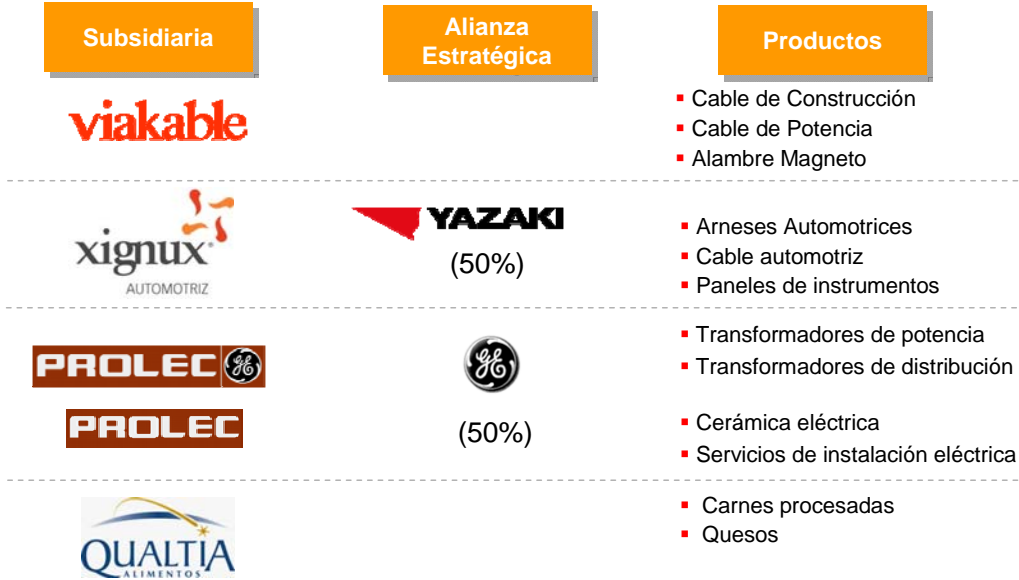 Subsidiaria
Alianza
Estratégica
Productos
viakable
▪ Cable de Construcción
▪ Cable de Potencia
▪ Alambre Magneto
xignux®
AUTOMOTRIZ
YAZAKI
(50%)
▪ Arneses Automotrices
▪ Cable automotriz
▪ Paneles de instrumentos
PROLEC GE
PROLEC
GE
(50%)
▪ Transformadores de potencia
▪ Transformadores de distribución
▪ Cerámica eléctrica
▪ Servicios de instalación eléctrica
QUALTIA
ALIMENTOS
▪ Carnes procesadas
▪ Quesos